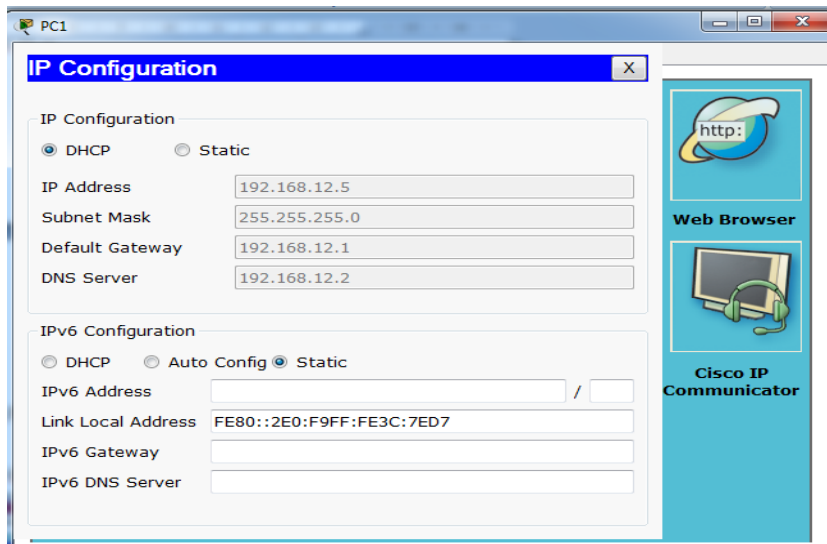 PC1
IP Configuration
X
IP Configuration
DHCP Static
IP Address 192.168.12.5
Subnet Mask 255.255.255.0
Default Gateway 192.168.12.1
DNS Server 192.168.12.2
IPv6 Configuration
DHCP Auto Config Static
IPv6 Address /
Link Local Address FE80::2E0:F9FF:FE3C:7ED7
IPv6 Gateway
IPv6 DNS Server
http:
Web Browser
Cisco IP
Communicator